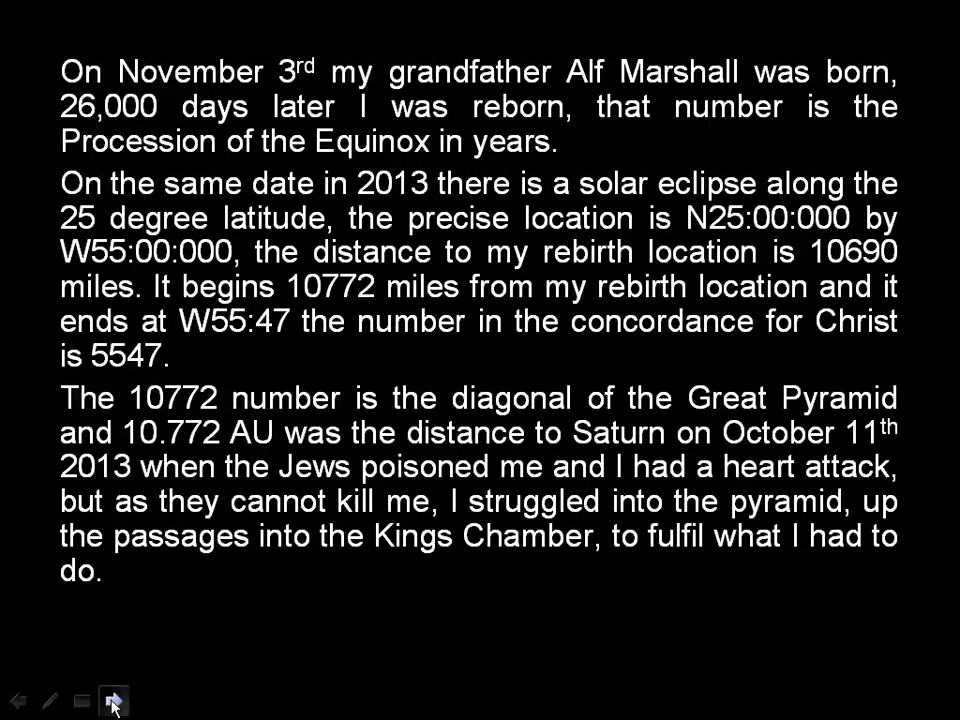 On November 3rd my grandfather Alf Marshall was born,
26,000 days later I was reborn, that number is the
Procession of the Equinox in years.
On the same date in 2013 there is a solar eclipse along the
25 degree latitude, the precise location is N25:00:000 by
W55:00:000, the distance to my rebirth location is 10690
miles. It begins 10772 miles from my rebirth location and it
ends at W55:47 the number in the concordance for Christ
is 5547.
The 10772 number is the diagonal of the Great Pyramid
and 10.772 AU was the distance to Saturn on October 11th
2013 when the Jews poisoned me and I had a heart attack,
but as they cannot kill me, I struggled into the pyramid, up
the passages into the Kings Chamber, to fulfil what I had to
do.